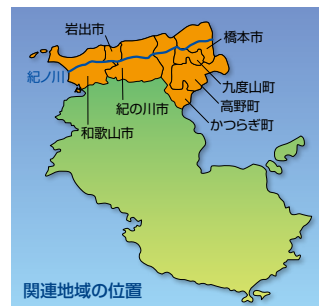 岩出市
橋本市
紀ノ川
九度山町
紀の川市
高野町
かつらぎ町
和歌山市
関連地域の位置